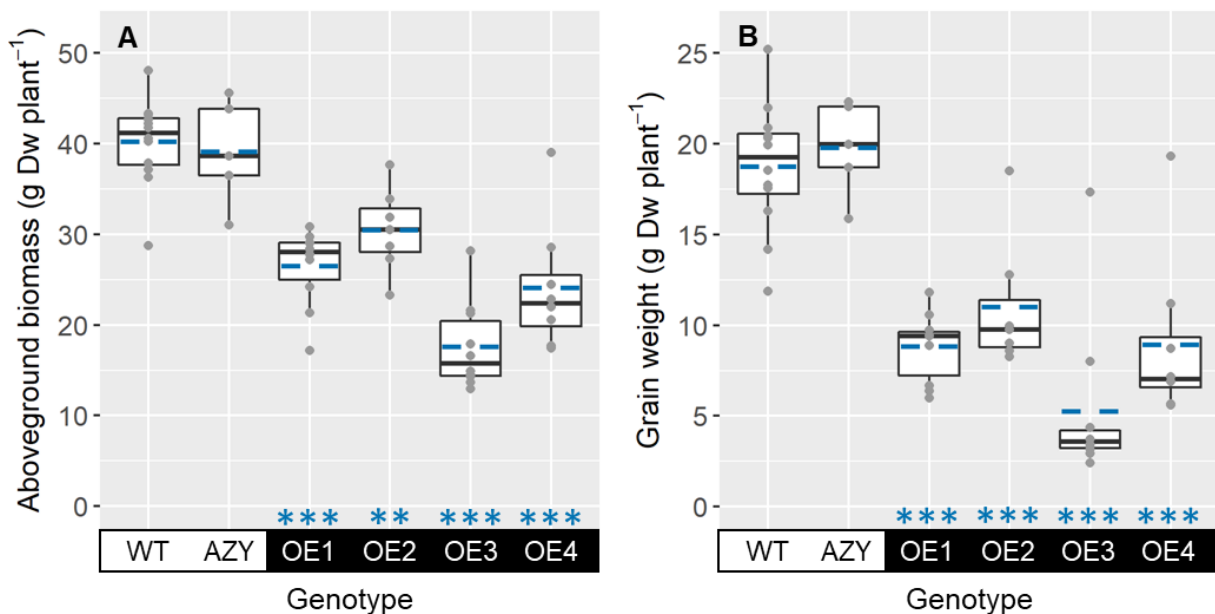 A
Aboveground biomass (g Dw plant⁻¹)
50
40
30
20
10
0
*** ** *** ***
WT AZY OE1 OE2 OE3 OE4
Genotype
B
Grain weight (g Dw plant⁻¹)
25
20
15
10
5
0
*** *** *** ***
WT AZY OE1 OE2 OE3 OE4
Genotype